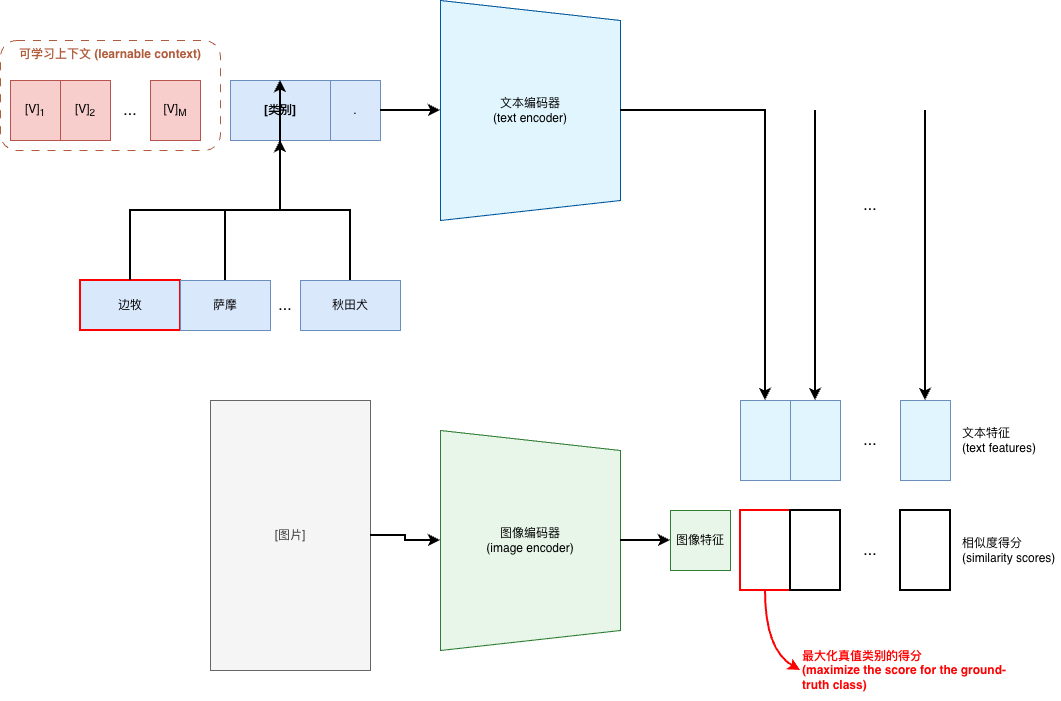 可学习上下文 (learnable context)
[V]1 [V]2 ... [V]M [类别] .
文本编码器
(text encoder)
...
边牧 萨摩 ... 秋田犬
...
文本特征
(text features)
[图片]
图像编码器
(image encoder)
图像特征
...
相似度得分
(similarity scores)
最大化真值类别的得分
(maximize the score for the ground-
truth class)